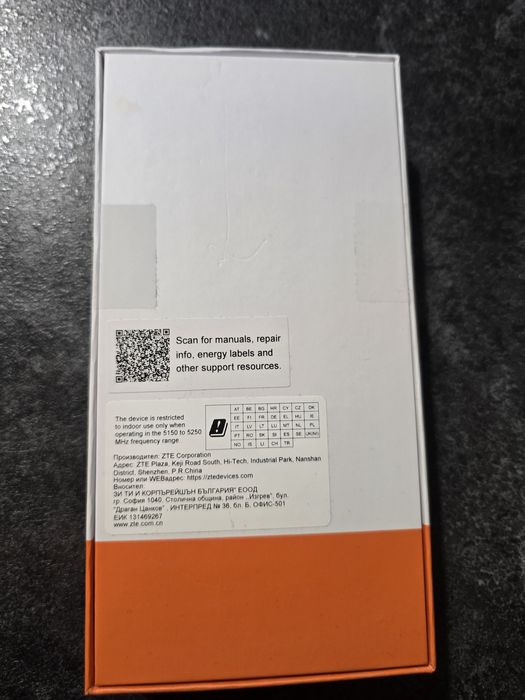 Scan for manuals, repair
info, energy labels and
other support resources.
The device is restricted
to indoor use only when
operating in the 5150 to 5250
MHz frequency range.
AT BE BG HR CY CZ DK
EE FI FR DE EL HU IE
IT LV LT LU MT NL PL
PT RO SK SI ES SE UK(NI)
NO IS LI CH TR
Производител: ZTE Corporation
Адрес: ZTE Plaza, Keji Road South, Hi-Tech, Industrial Park, Nanshan
District, Shenzhen, P.R.China
Номер или WEBадрес: https://ztedevices.com
Вносител:
ЗИ ТИ И КОРПЪРЕЙШЪН БЪЛГАРИЯ" ЕООД
гр. София 1040, Столична община, район „Изгрев", бул.
"Драган Цанков" , ИНТЕРПРЕД № 36, бл. Б, ОФИС-501
ЕИК 131469267
www.zte.com.cn